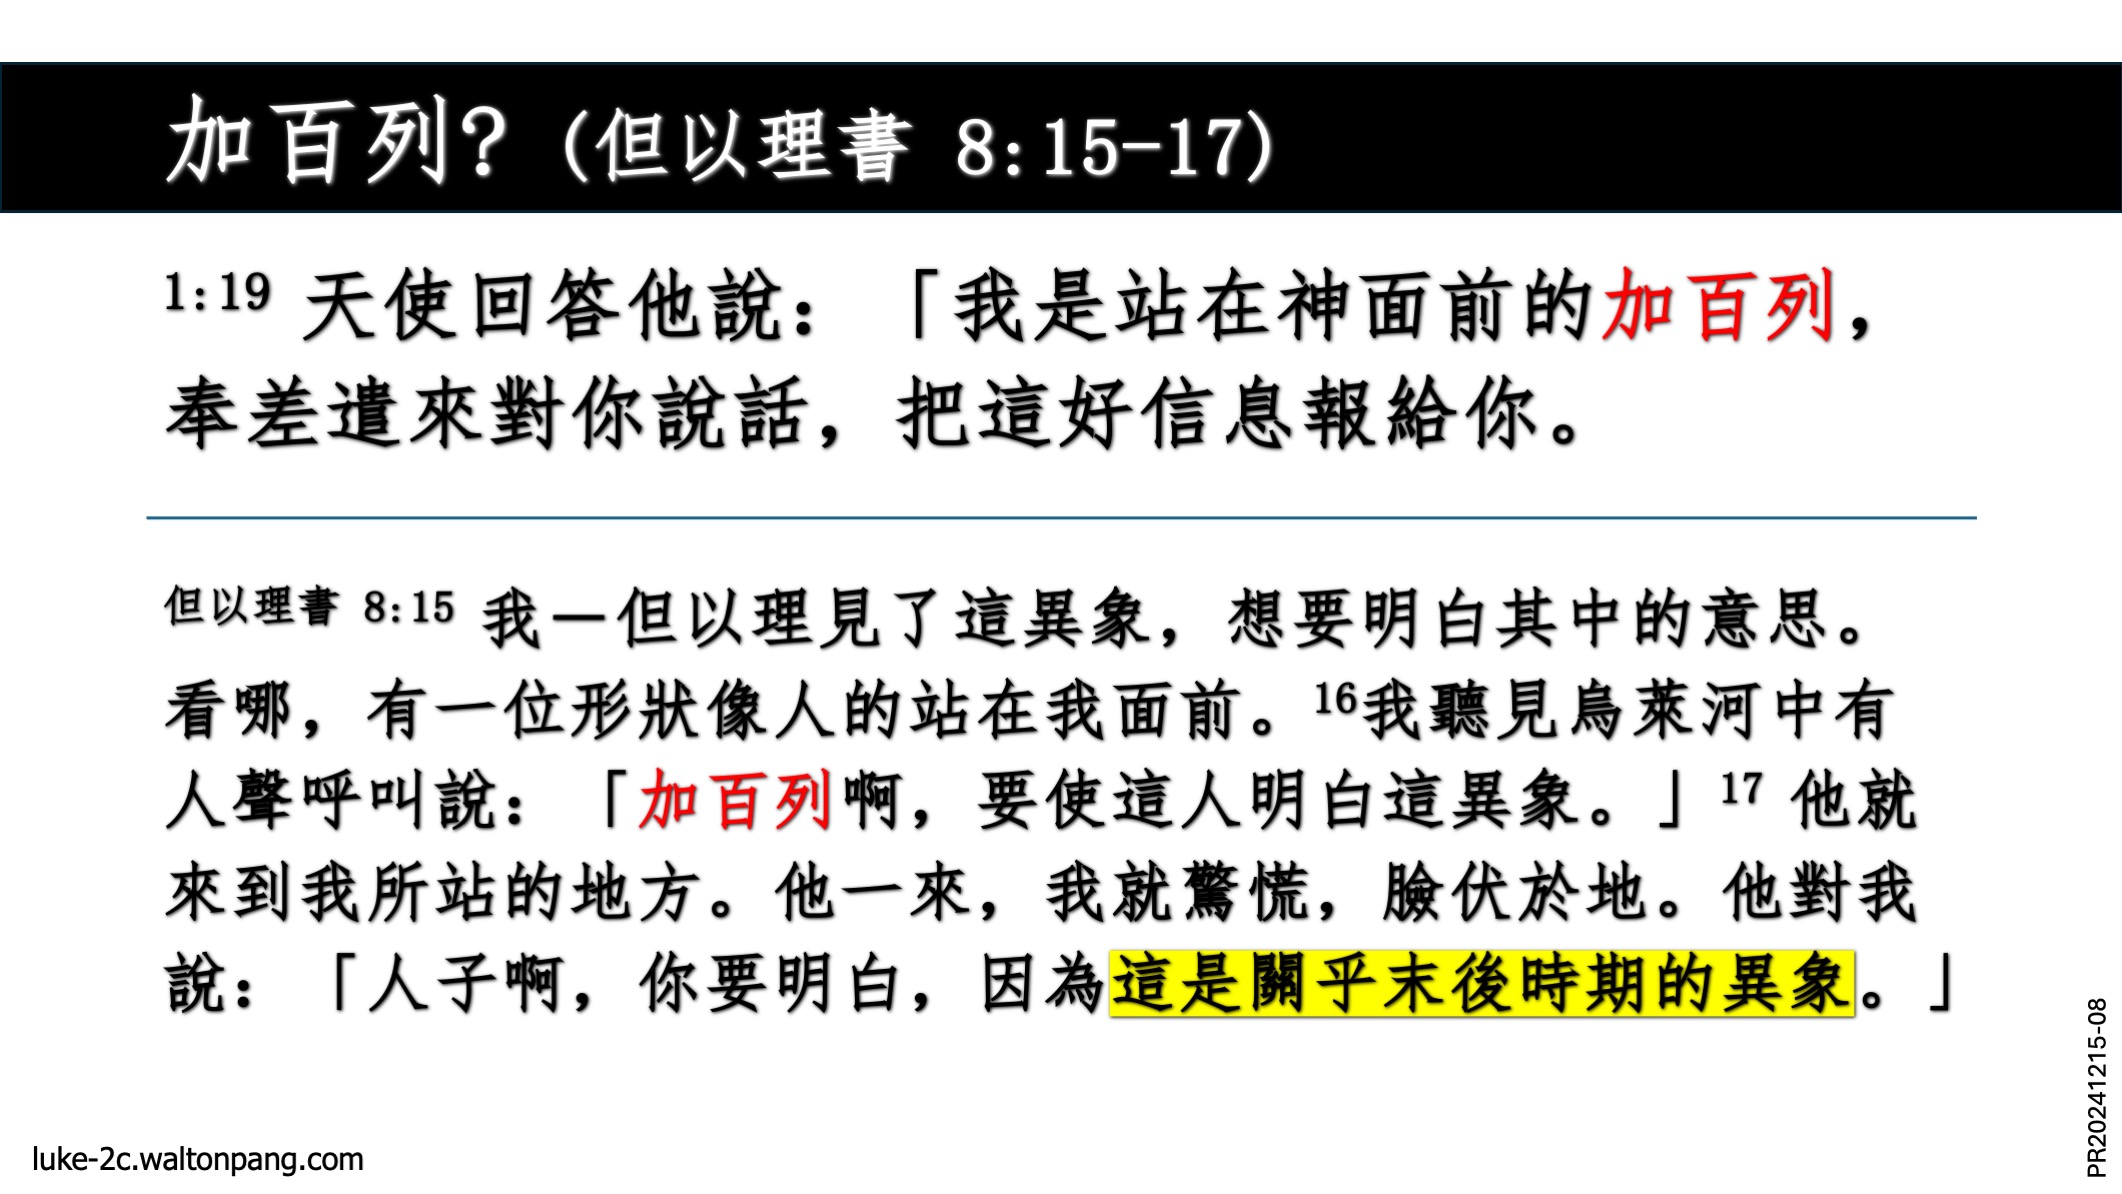 加百列? (但以理書 8:15-17)
1:19 天使回答他說：「我是站在神面前的加百列，
奉差遣來對你說話，把這好信息報給你。
但以理書 8:15 我－但以理見了這異象，想要明白其中的意思。
看哪，有一位形狀像人的站在我面前。16我聽見烏萊河中有
人聲呼叫說：「加百列啊，要使這人明白這異象。」17 他就
來到我所站的地方。他一來，我就驚慌，臉伏於地。他對我
說：「人子啊，你要明白，因為這是關乎末後時期的異象。」
luke-2c.waltonpang.com
PR20241215-08